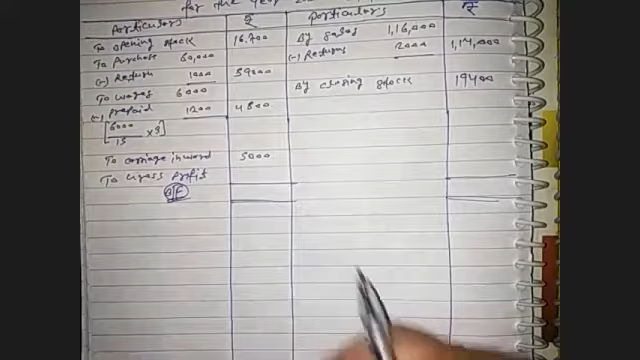 for the year
Particulars ₹ Particulars ₹
To opening stock 16,700 By sales 1,16,000
To Purchase 60,000 (-) Returns 2000 1,14,000
(-) Return 1000 59000
To wages 6000 By closing stock 19400
(-) prepaid 1200 4800
[6000/15 x 3]
To carriage inward 5000
To Gross Profit
B/F